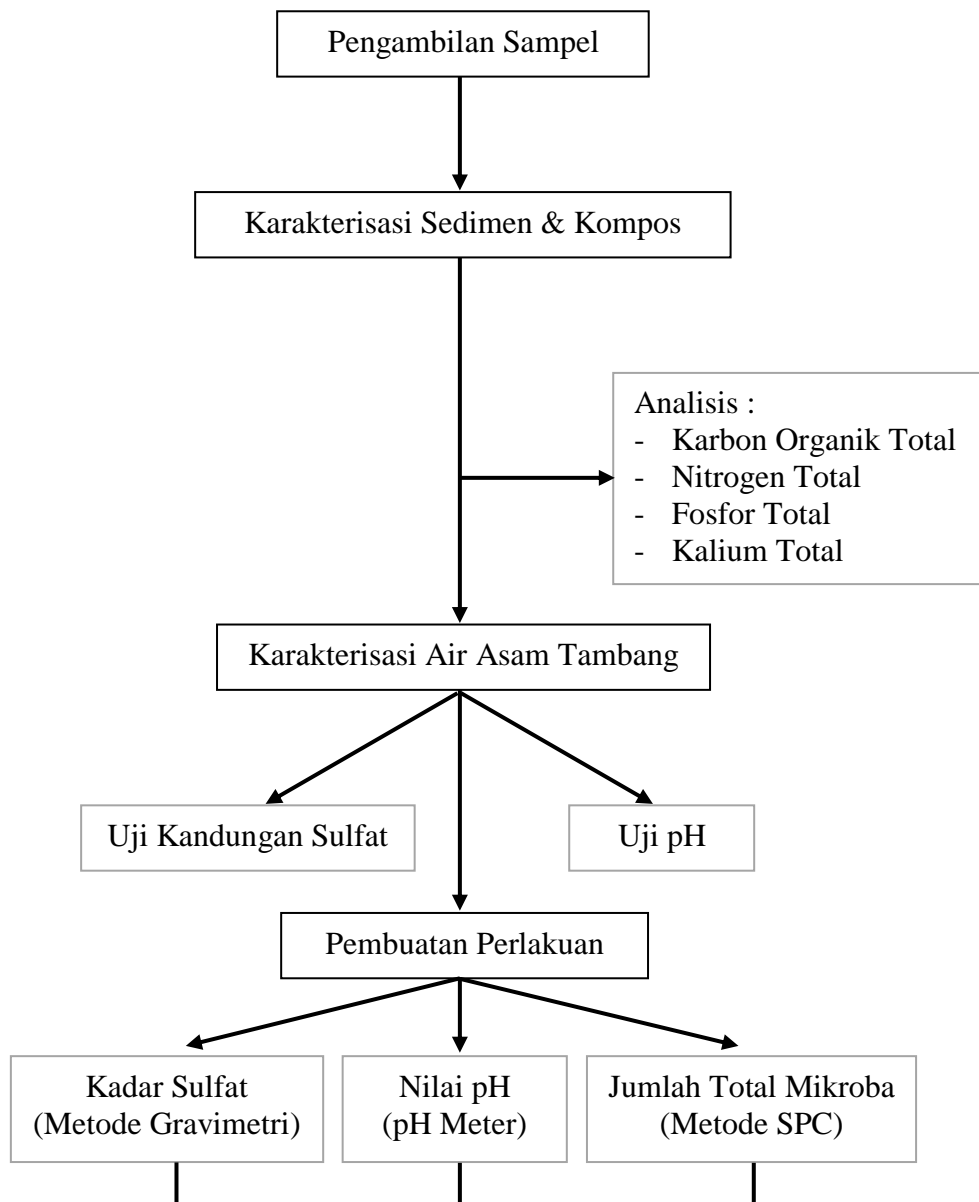 Pengambilan Sampel
Karakterisasi Sedimen & Kompos
Analisis :
- Karbon Organik Total
- Nitrogen Total
- Fosfor Total
- Kalium Total
Karakterisasi Air Asam Tambang
Uji Kandungan Sulfat
Uji pH
Pembuatan Perlakuan
Kadar Sulfat
(Metode Gravimetri)
Nilai pH
(pH Meter)
Jumlah Total Mikroba
(Metode SPC)